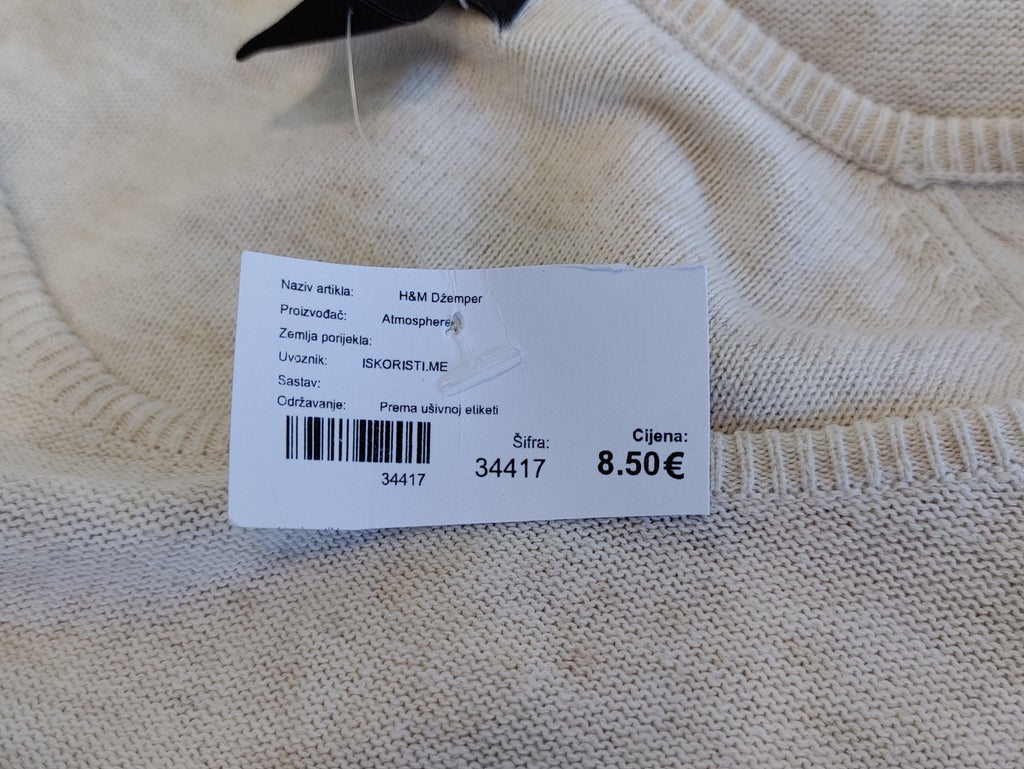 Naziv artikla: H&M Džemper
Proizvođač: Atmosphere
Zemlja porijekla:
Uvoznik: ISKORISTI.ME
Sastav:
Održavanje: Prema ušivnoj etiketi
Šifra: Cijena:
34417 34417 8.50€